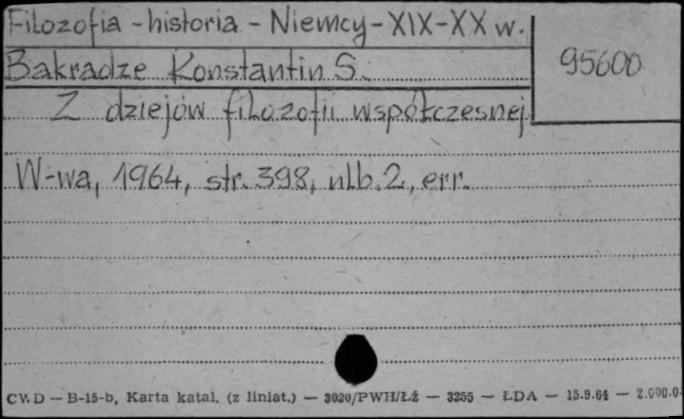 Filozofia - historia - Niemcy - XIX-XX w.
95600
Bakradze Konstantin S.
Z dziejów filozofii współczesnej
W-wa, 1964, str. 398, nlb. 2, err.
CWD — B-15-b, Karta katal. (z liniat.) — 3020/PWH/Łź — 3255 — ŁDA — 15.9.64 — 2.000.0